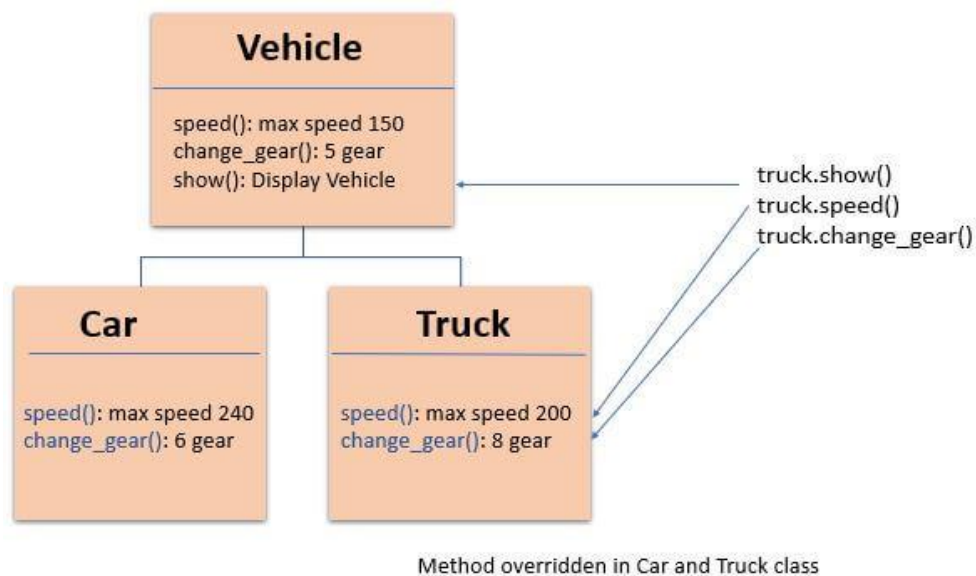 Vehicle
speed(): max speed 150
change_gear(): 5 gear
show(): Display Vehicle
truck.show()
truck.speed()
truck.change_gear()
Car
speed(): max speed 240
change_gear(): 6 gear
Truck
speed(): max speed 200
change_gear(): 8 gear
Method overridden in Car and Truck class